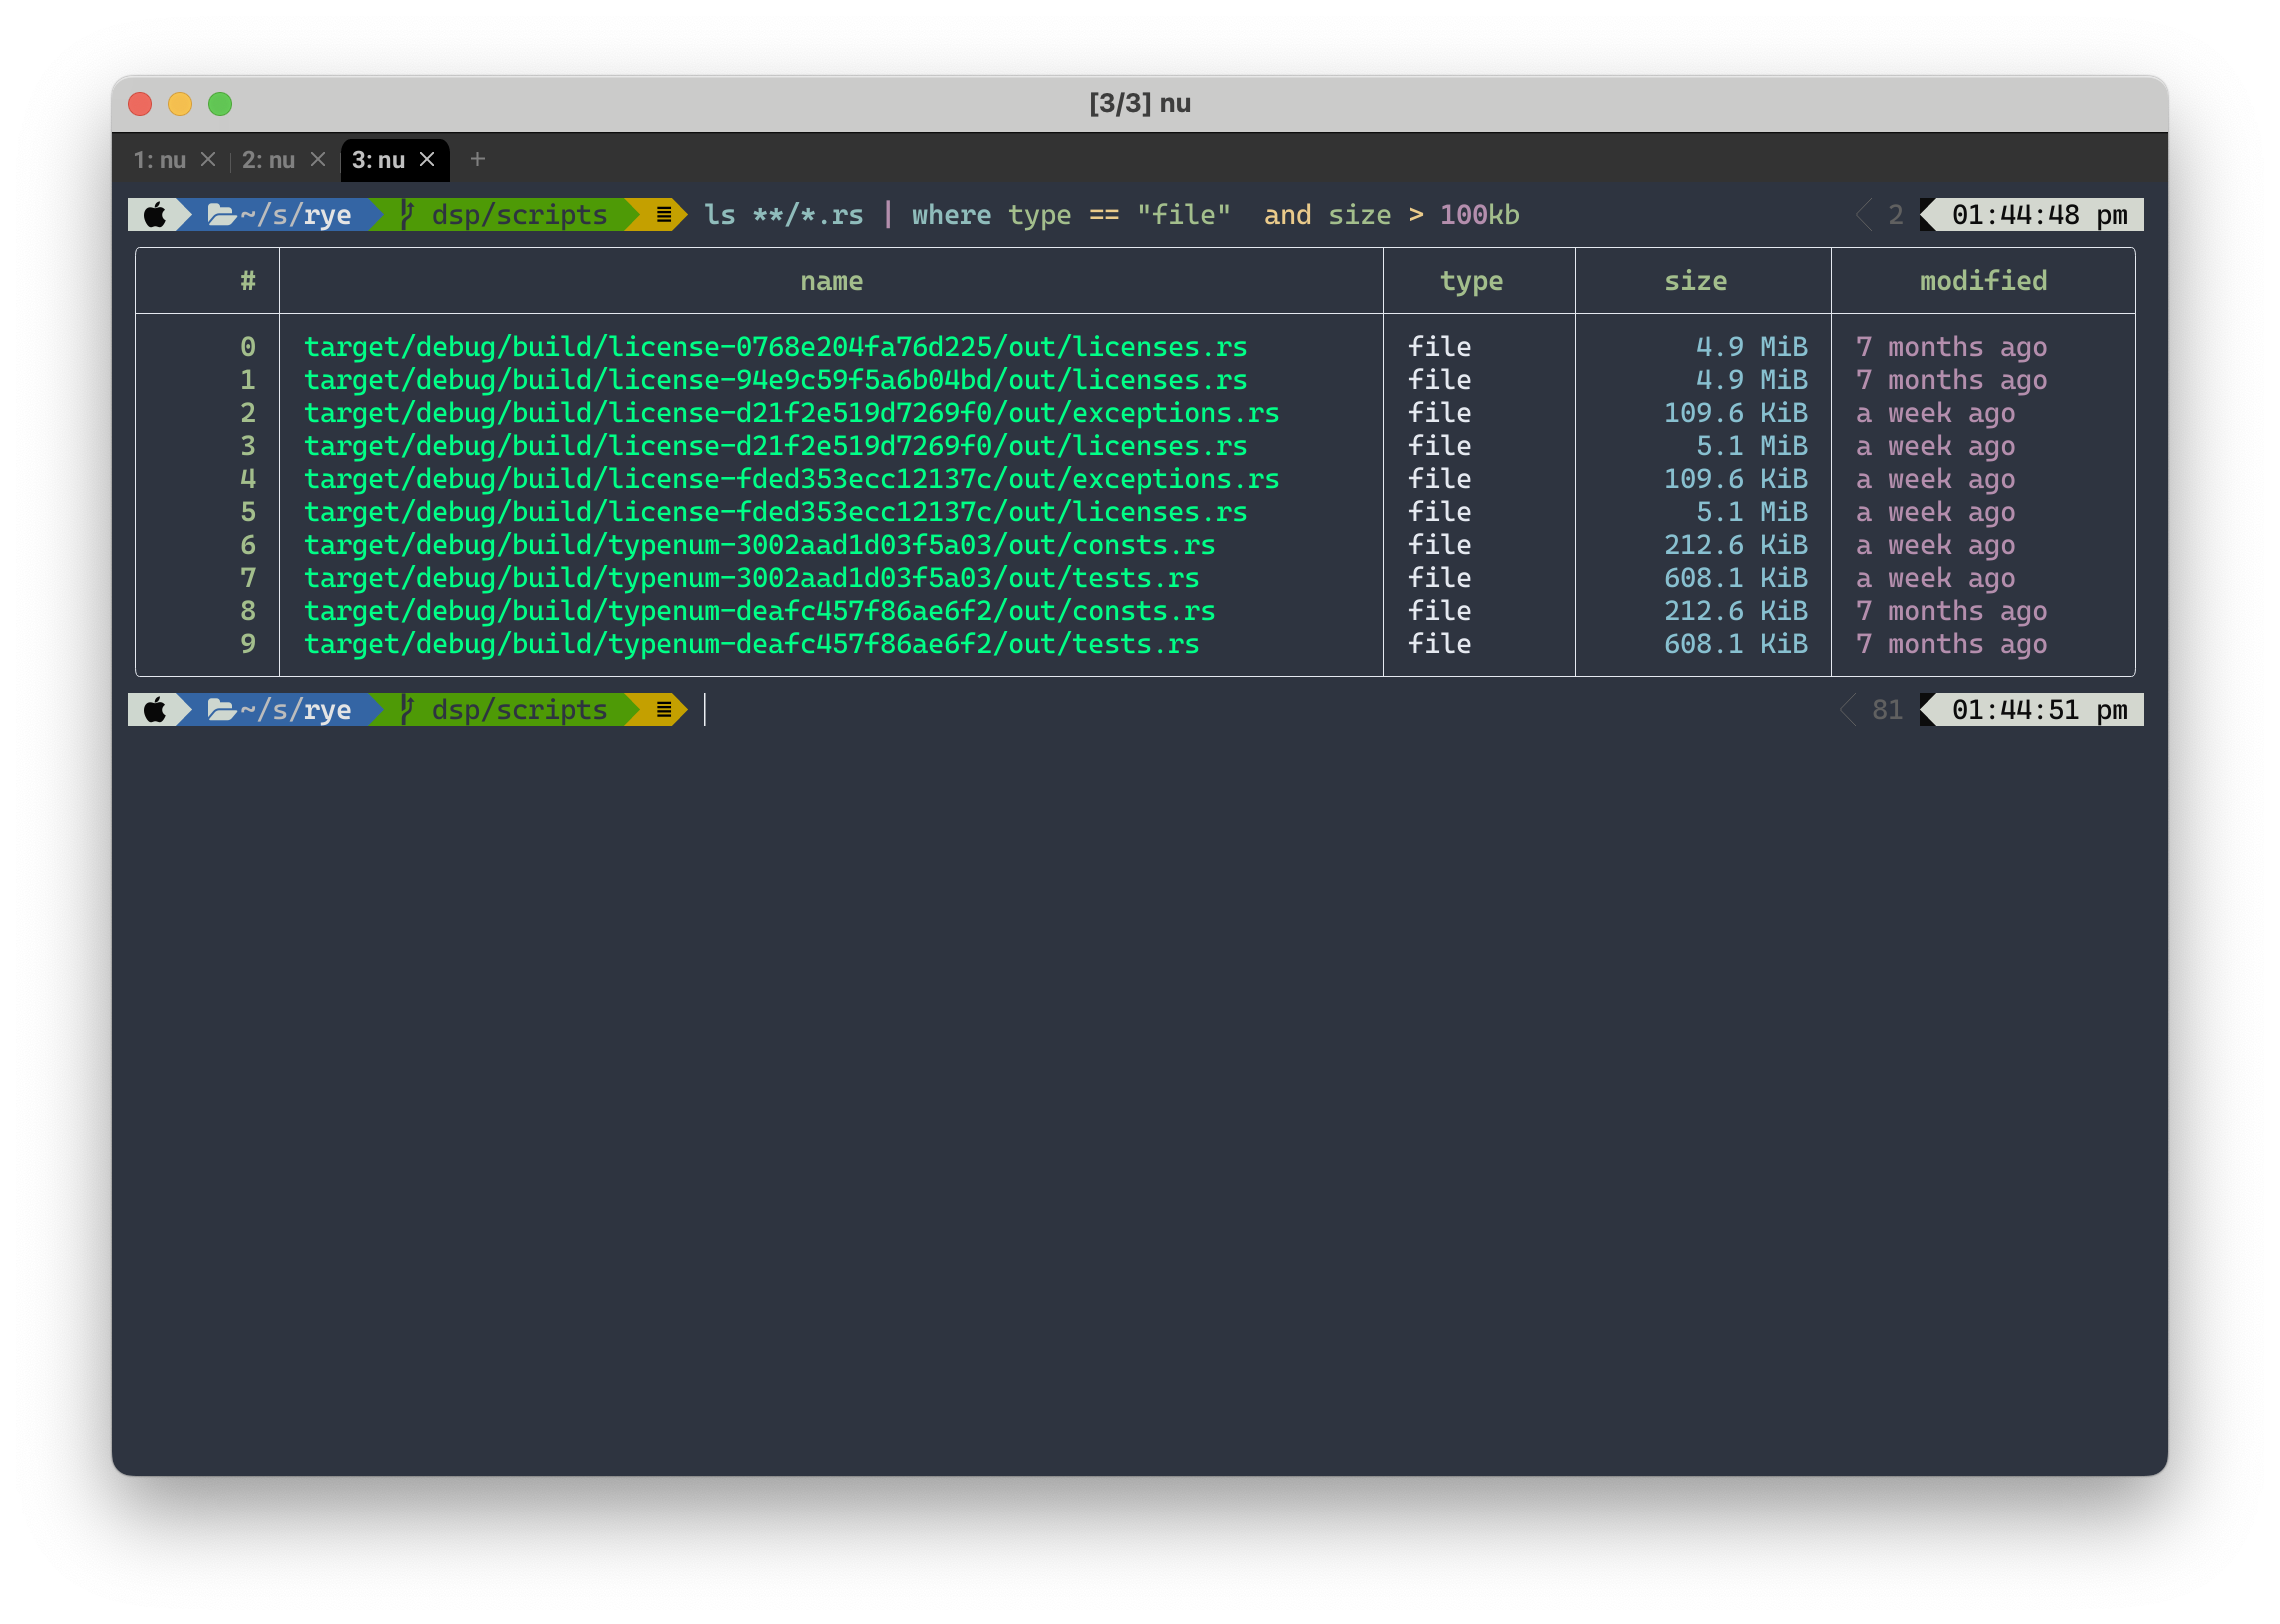 [3/3] nu
1: nu × 2: nu × 3: nu × +
~/s/rye dsp/scripts ls **/*.rs | where type == "file"  and size > 100kb 2 01:44:48 pm
# name type size modified
0 target/debug/build/license-0768e204fa76d225/out/licenses.rs file 4.9 MiB 7 months ago
1 target/debug/build/license-94e9c59f5a6b04bd/out/licenses.rs file 4.9 MiB 7 months ago
2 target/debug/build/license-d21f2e519d7269f0/out/exceptions.rs file 109.6 KiB a week ago
3 target/debug/build/license-d21f2e519d7269f0/out/licenses.rs file 5.1 MiB a week ago
4 target/debug/build/license-fded353ecc12137c/out/exceptions.rs file 109.6 KiB a week ago
5 target/debug/build/license-fded353ecc12137c/out/licenses.rs file 5.1 MiB a week ago
6 target/debug/build/typenum-3002aad1d03f5a03/out/consts.rs file 212.6 KiB a week ago
7 target/debug/build/typenum-3002aad1d03f5a03/out/tests.rs file 608.1 KiB a week ago
8 target/debug/build/typenum-deafc457f86ae6f2/out/consts.rs file 212.6 KiB 7 months ago
9 target/debug/build/typenum-deafc457f86ae6f2/out/tests.rs file 608.1 KiB 7 months ago
~/s/rye dsp/scripts 81 01:44:51 pm